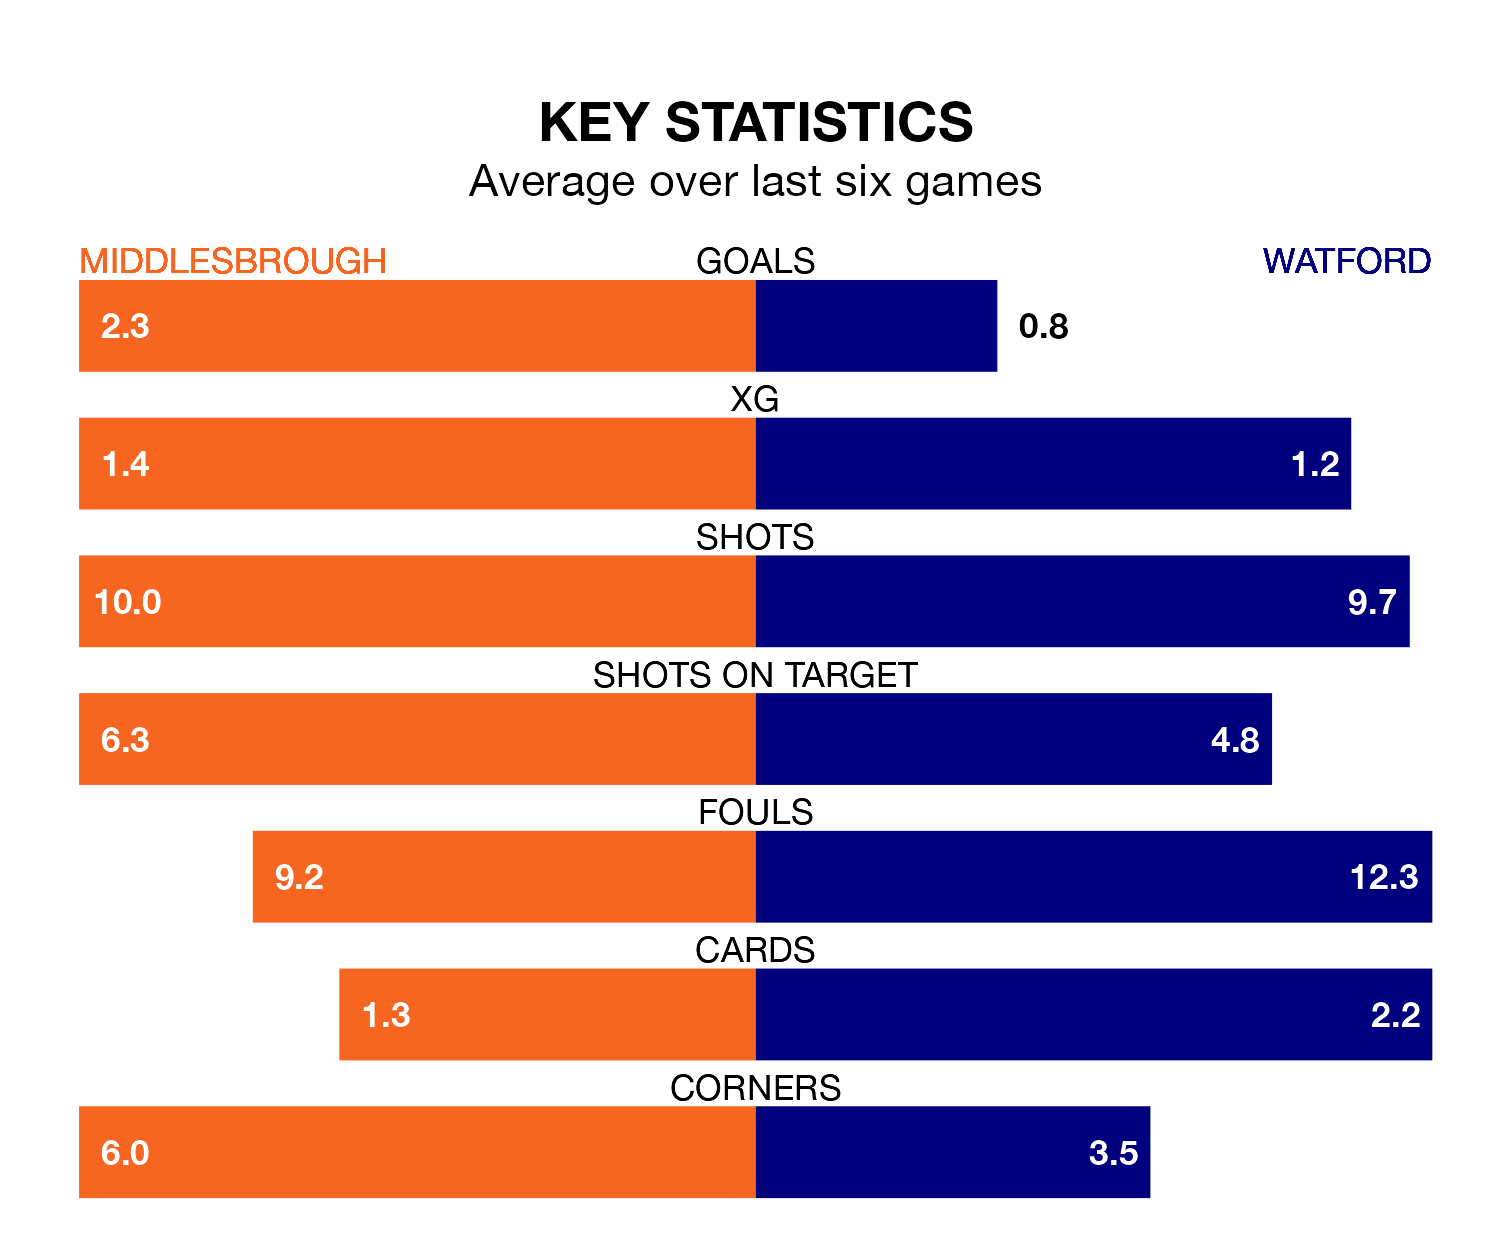 KEY STATISTICS
Average over last six games
MIDDLESBROUGH GOALS WATFORD
2.3 0.8
XG
1.4 1.2
SHOTS
10.0 9.7
SHOTS ON TARGET
6.3 4.8
FOULS
9.2 12.3
CARDS
1.3 2.2
CORNERS
6.0 3.5